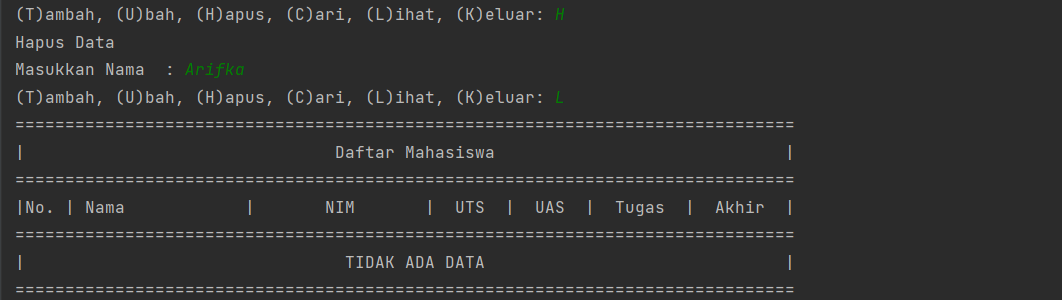 (T)ambah, (U)bah, (H)apus, (C)ari, (L)ihat, (K)eluar: H
Hapus Data
Masukkan Nama  : Arifka
(T)ambah, (U)bah, (H)apus, (C)ari, (L)ihat, (K)eluar: L
==============================================================================
|                               Daftar Mahasiswa                             |
==============================================================================
|No. | Nama            |       NIM       |  UTS  |  UAS  |  Tugas  |  Akhir  |
==============================================================================
|                                TIDAK ADA DATA                              |
==============================================================================